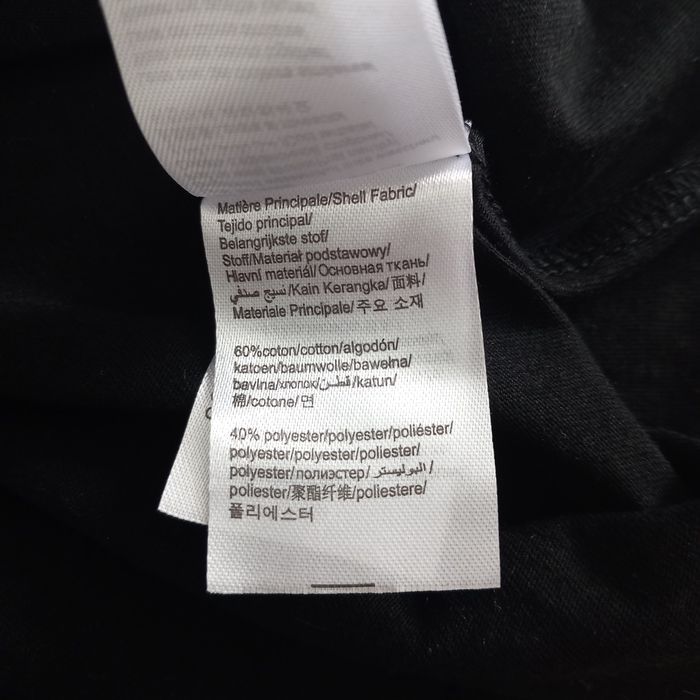 Matière Principale/Shell Fabric/
Tejido principal/
Belangrijkste stof/
Stoff/Materiał podstawowy/
Hlavní materiál/Основная ткань/
نسيج صنفي/Kain Kerangka/面料/
Materiale Principale/주요 소재
60%coton/cotton/algodón/
katoen/baumwolle/bawełna/
bavlna/хлопок/قطن/katun/
棉/cotone/면
40% polyester/polyester/poliéster/
polyester/polyester/poliester/
polyester/полиэстер/البوليستر/
poliester/聚酯纤维/poliestere/
폴리에스터